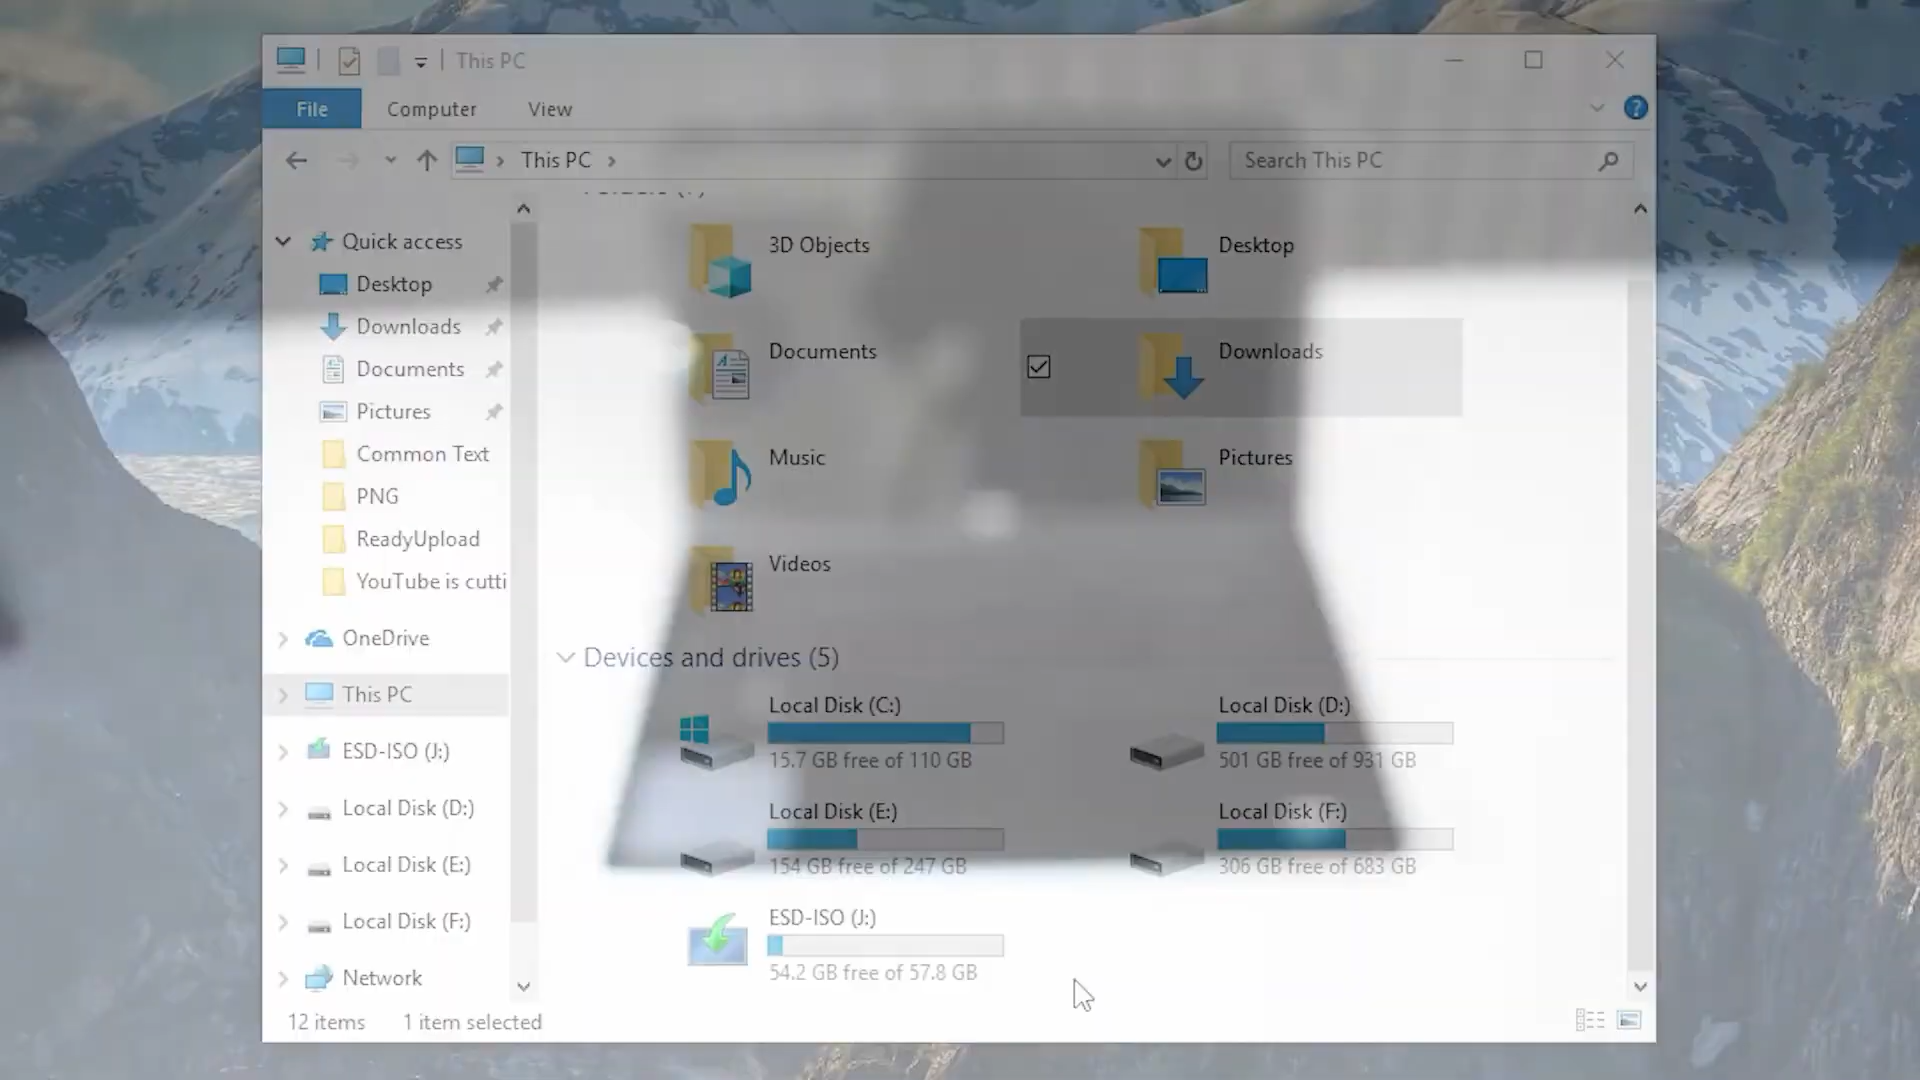 This PC
File Computer View
This PC
Search This PC
Quick access
Desktop
Downloads
Documents
Pictures
Common Text
PNG
ReadyUpload
YouTube is cutti
OneDrive
This PC
ESD-ISO (J:)
Local Disk (D:)
Local Disk (E:)
Local Disk (F:)
Network
3D Objects
Desktop
Documents
Downloads
Music
Pictures
Videos
Devices and drives (5)
Local Disk (C:)
15.7 GB free of 110 GB
Local Disk (D:)
501 GB free of 931 GB
Local Disk (E:)
154 GB free of 247 GB
Local Disk (F:)
306 GB free of 683 GB
ESD-ISO (J:)
54.2 GB free of 57.8 GB
12 items 1 item selected